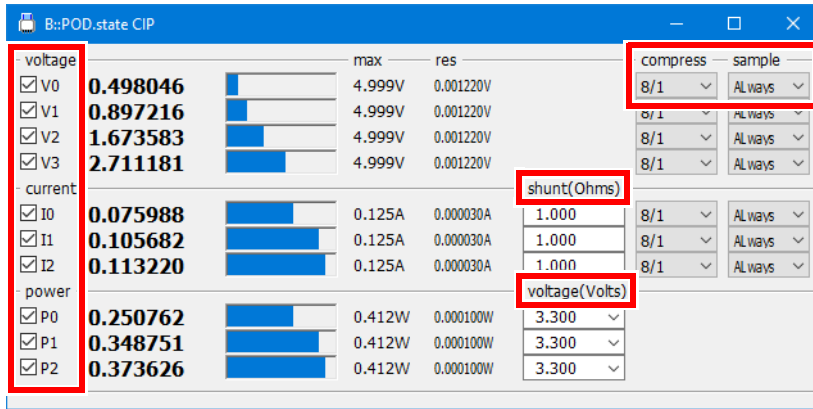 B::POD.state CIP
voltage max res compress sample
V0 0.498046 4.999V 0.001220V 8/1 ALways
V1 0.897216 4.999V 0.001220V 8/1 ALways
V2 1.673583 4.999V 0.001220V 8/1 ALways
V3 2.711181 4.999V 0.001220V 8/1 ALways
current shunt(Ohms)
I0 0.075988 0.125A 0.000030A 1.000 8/1 ALways
I1 0.105682 0.125A 0.000030A 1.000 8/1 ALways
I2 0.113220 0.125A 0.000030A 1.000 8/1 ALways
power voltage(Volts)
P0 0.250762 0.412W 0.000100W 3.300
P1 0.348751 0.412W 0.000100W 3.300
P2 0.373626 0.412W 0.000100W 3.300